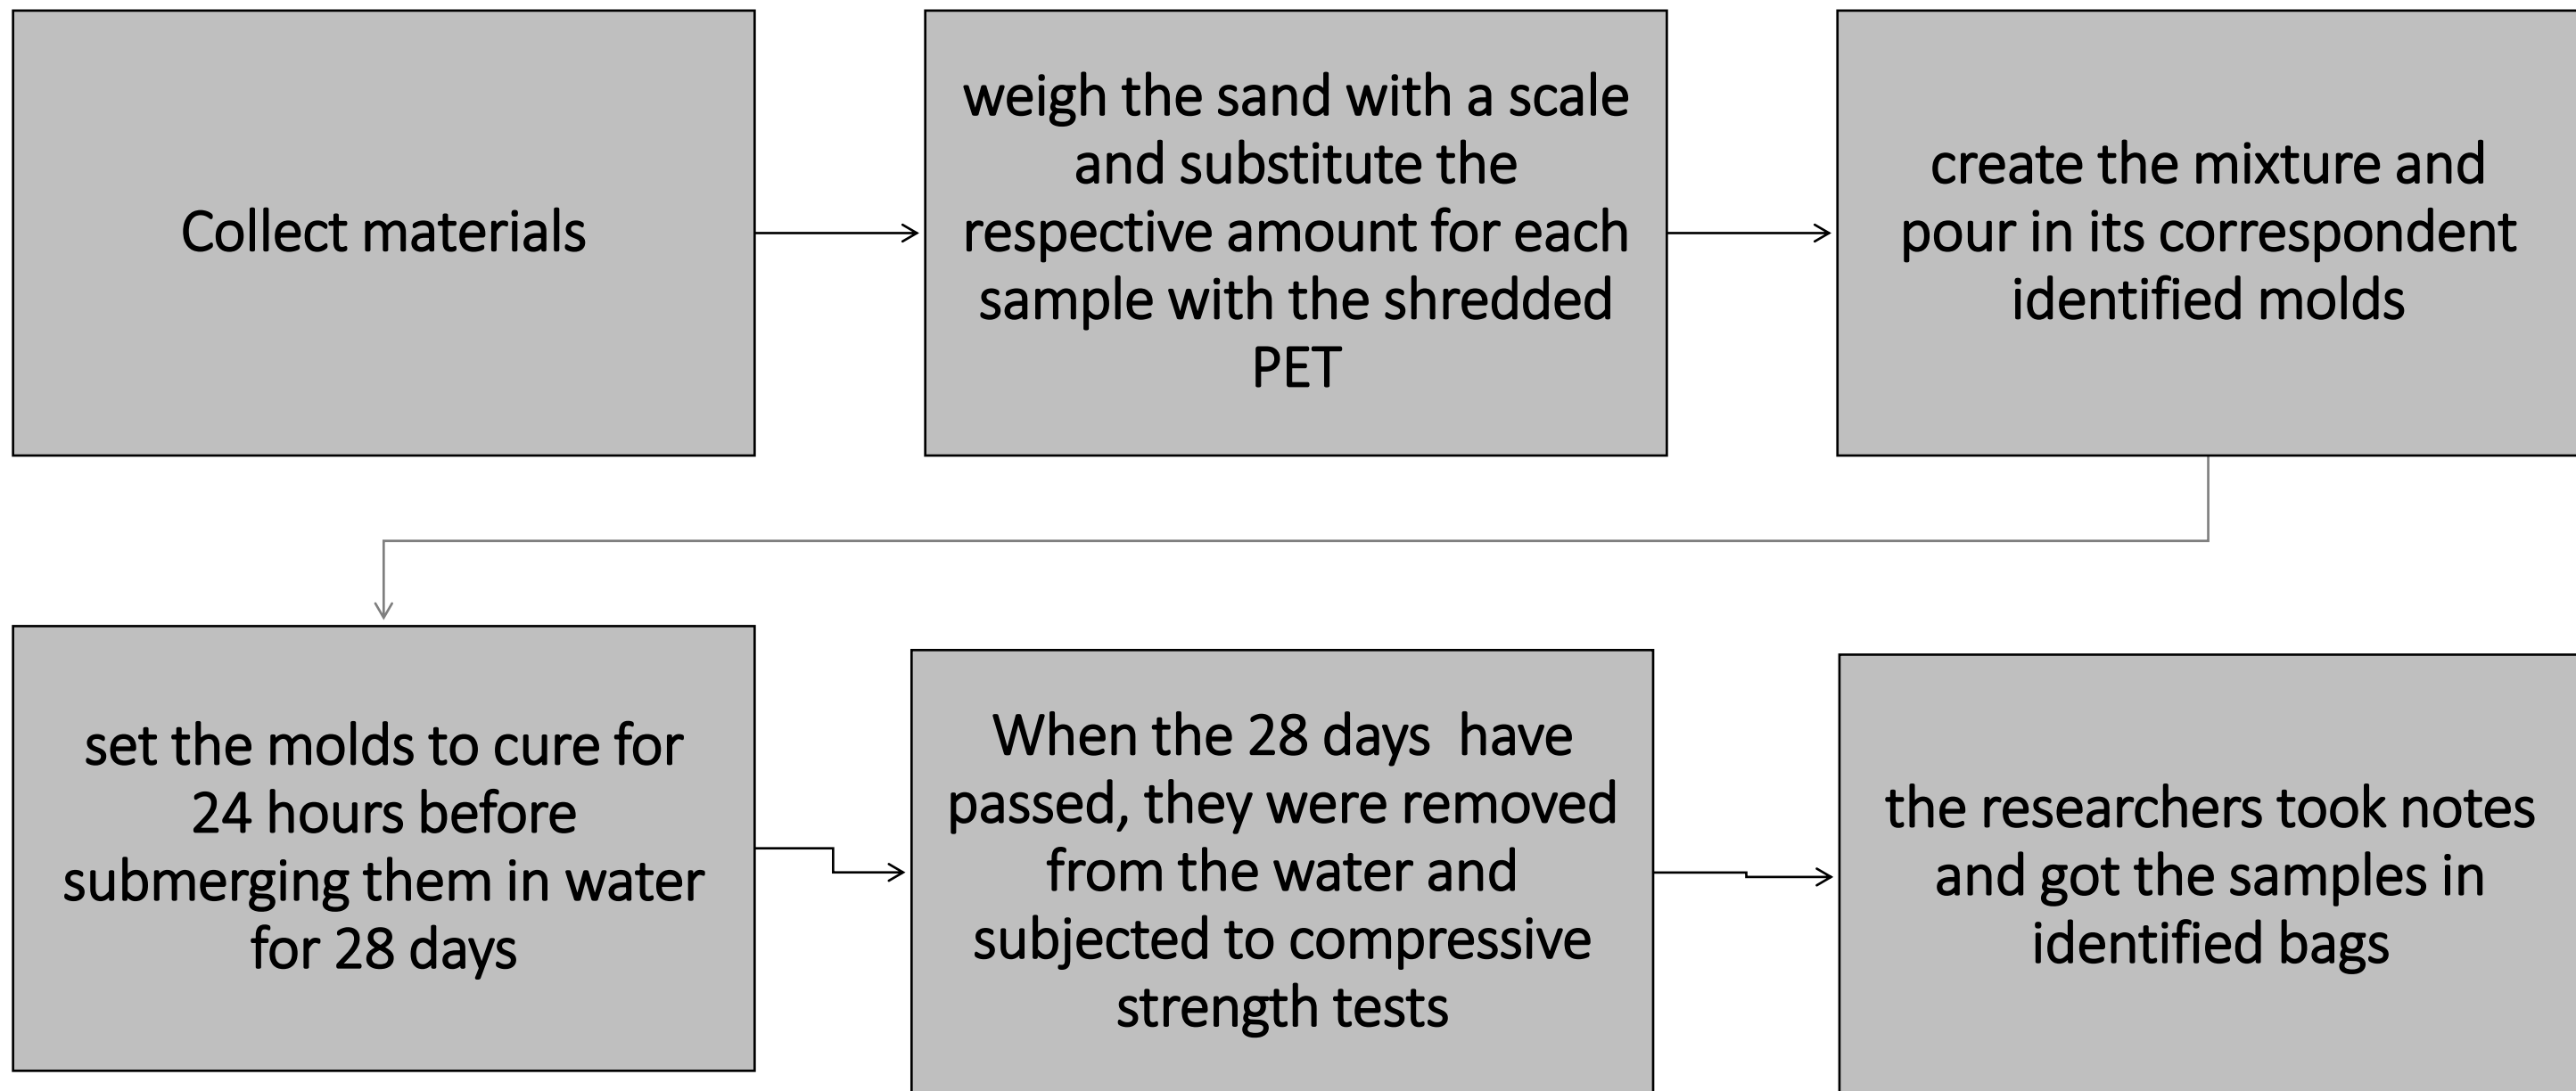 Collect materials
weigh the sand with a scale
and substitute the
respective amount for each
sample with the shredded
PET
create the mixture and
pour in its correspondent
identified molds
set the molds to cure for
24 hours before
submerging them in water
for 28 days
When the 28 days  have
passed, they were removed
from the water and
subjected to compressive
strength tests
the researchers took notes
and got the samples in
identified bags